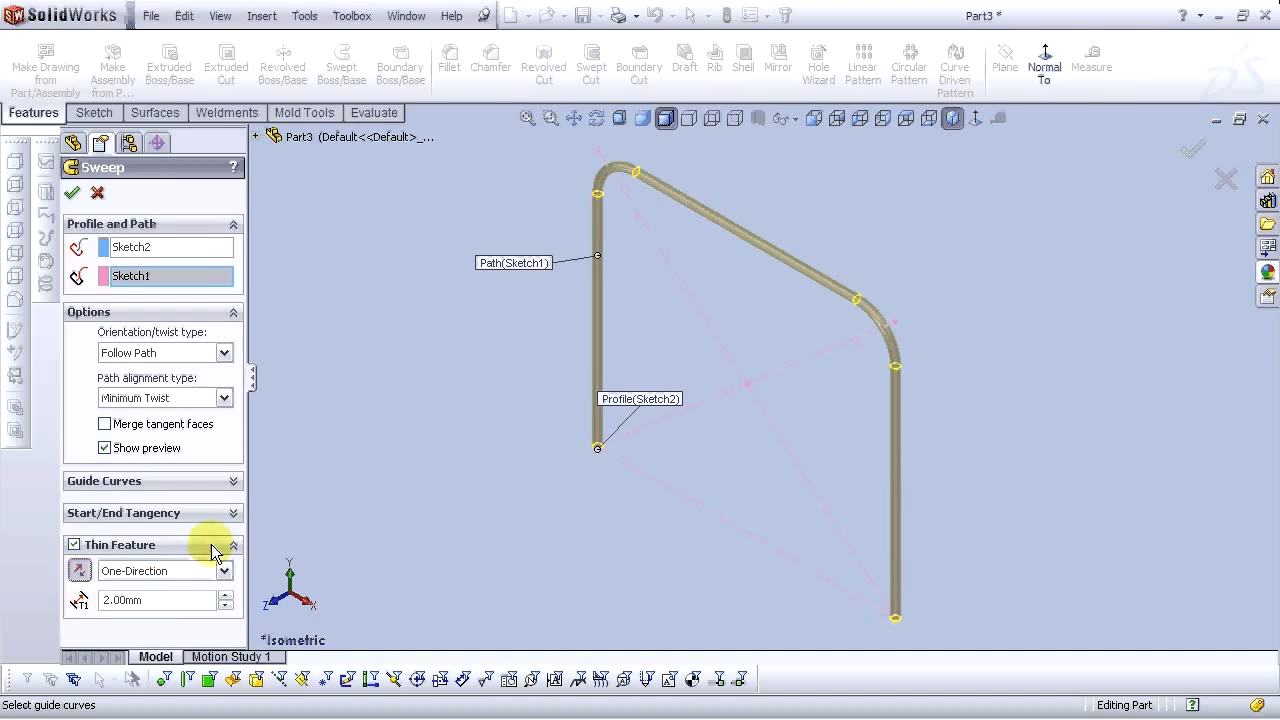 SolidWorks File Edit View Insert Tools Toolbox Window Help Part3 * ?
Make Drawing from Part/Assembly
Make Assembly from P...
Extruded Boss/Base
Extruded Cut
Revolved Boss/Base
Swept Boss/Base
Boundary Boss/Base
Fillet
Chamfer
Revolved Cut
Swept Cut
Boundary Cut
Draft
Rib
Shell
Mirror
Hole Wizard
Linear Pattern
Circular Pattern
Curve Driven Pattern
Plane
Normal To
Measure
Features Sketch Surfaces Weldments Mold Tools Evaluate
Part3 (Default<<Default>_...
Sweep ?
Profile and Path
Sketch2
Sketch1
Options
Orientation/twist type:
Follow Path
Path alignment type:
Minimum Twist
Merge tangent faces
Show preview
Guide Curves
Start/End Tangency
Thin Feature
One-Direction
T1 2.00mm
Path(Sketch1)
Profile(Sketch2)
Y
Z X
*Isometric
Model Motion Study 1
Select guide curves Editing Part ?